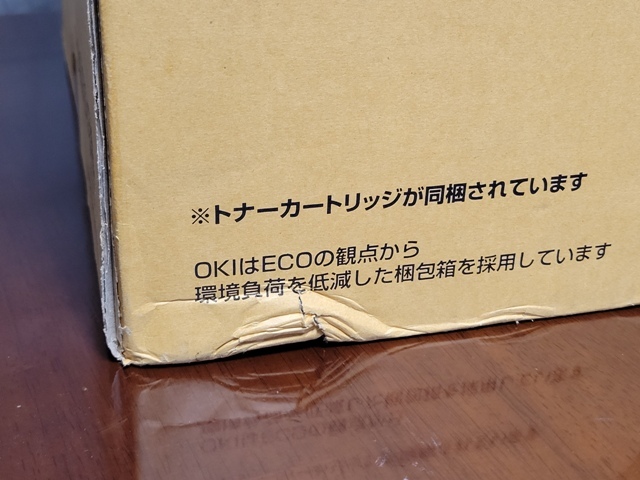 ※トナーカートリッジが同梱されています
OKIはECOの観点から
環境負荷を低減した梱包箱を採用しています